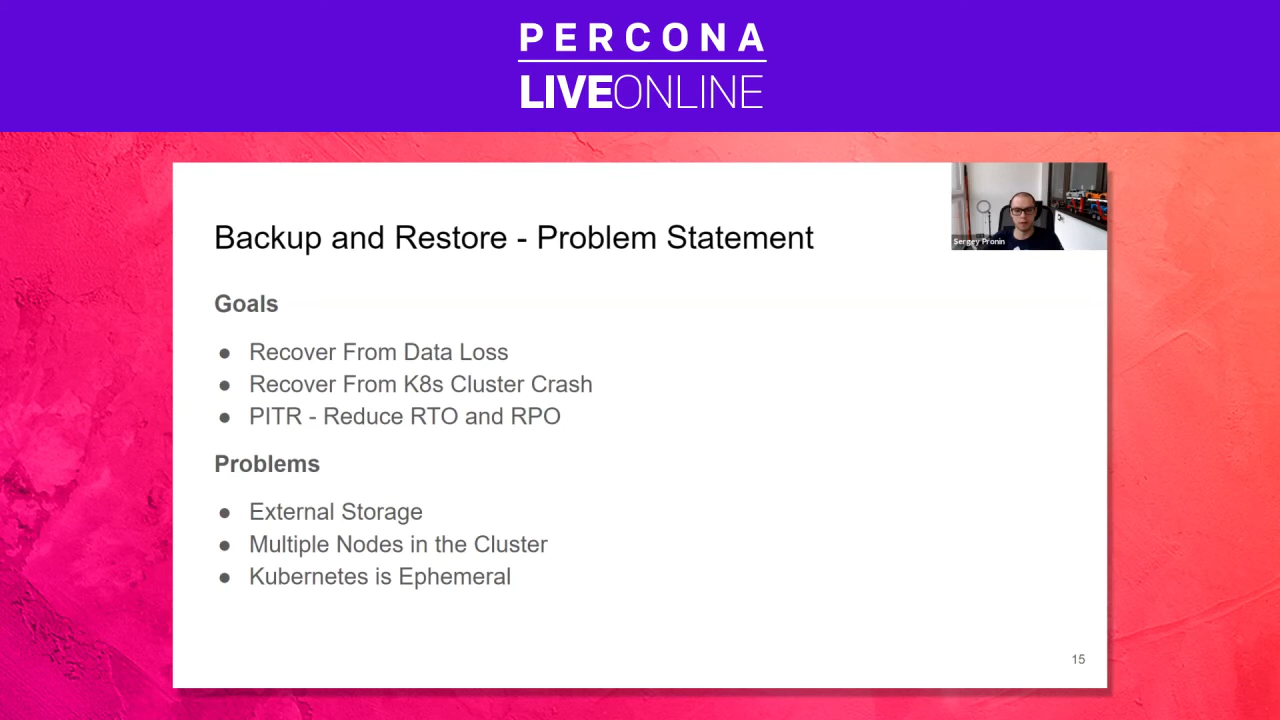 PERCONA
LIVEONLINE
Sergey Pronin
Backup and Restore - Problem Statement
Goals
● Recover From Data Loss
● Recover From K8s Cluster Crash
● PITR - Reduce RTO and RPO
Problems
● External Storage
● Multiple Nodes in the Cluster
● Kubernetes is Ephemeral
15